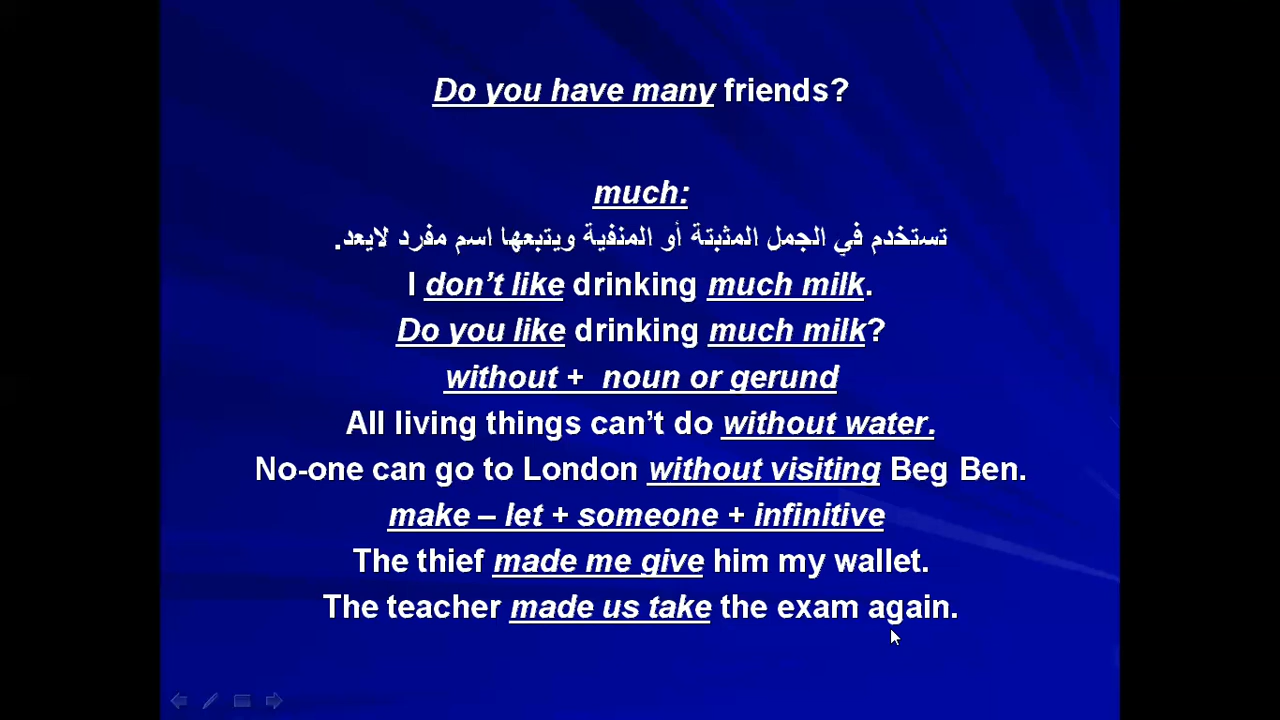 Do you have many friends?
much:
تستخدم في الجمل المثبتة أو المنفية ويتبعها اسم مفرد لايعد.
I don’t like drinking much milk.
Do you like drinking much milk?
without +  noun or gerund
All living things can’t do without water.
No-one can go to London without visiting Beg Ben.
make – let + someone + infinitive
The thief made me give him my wallet.
The teacher made us take the exam again.